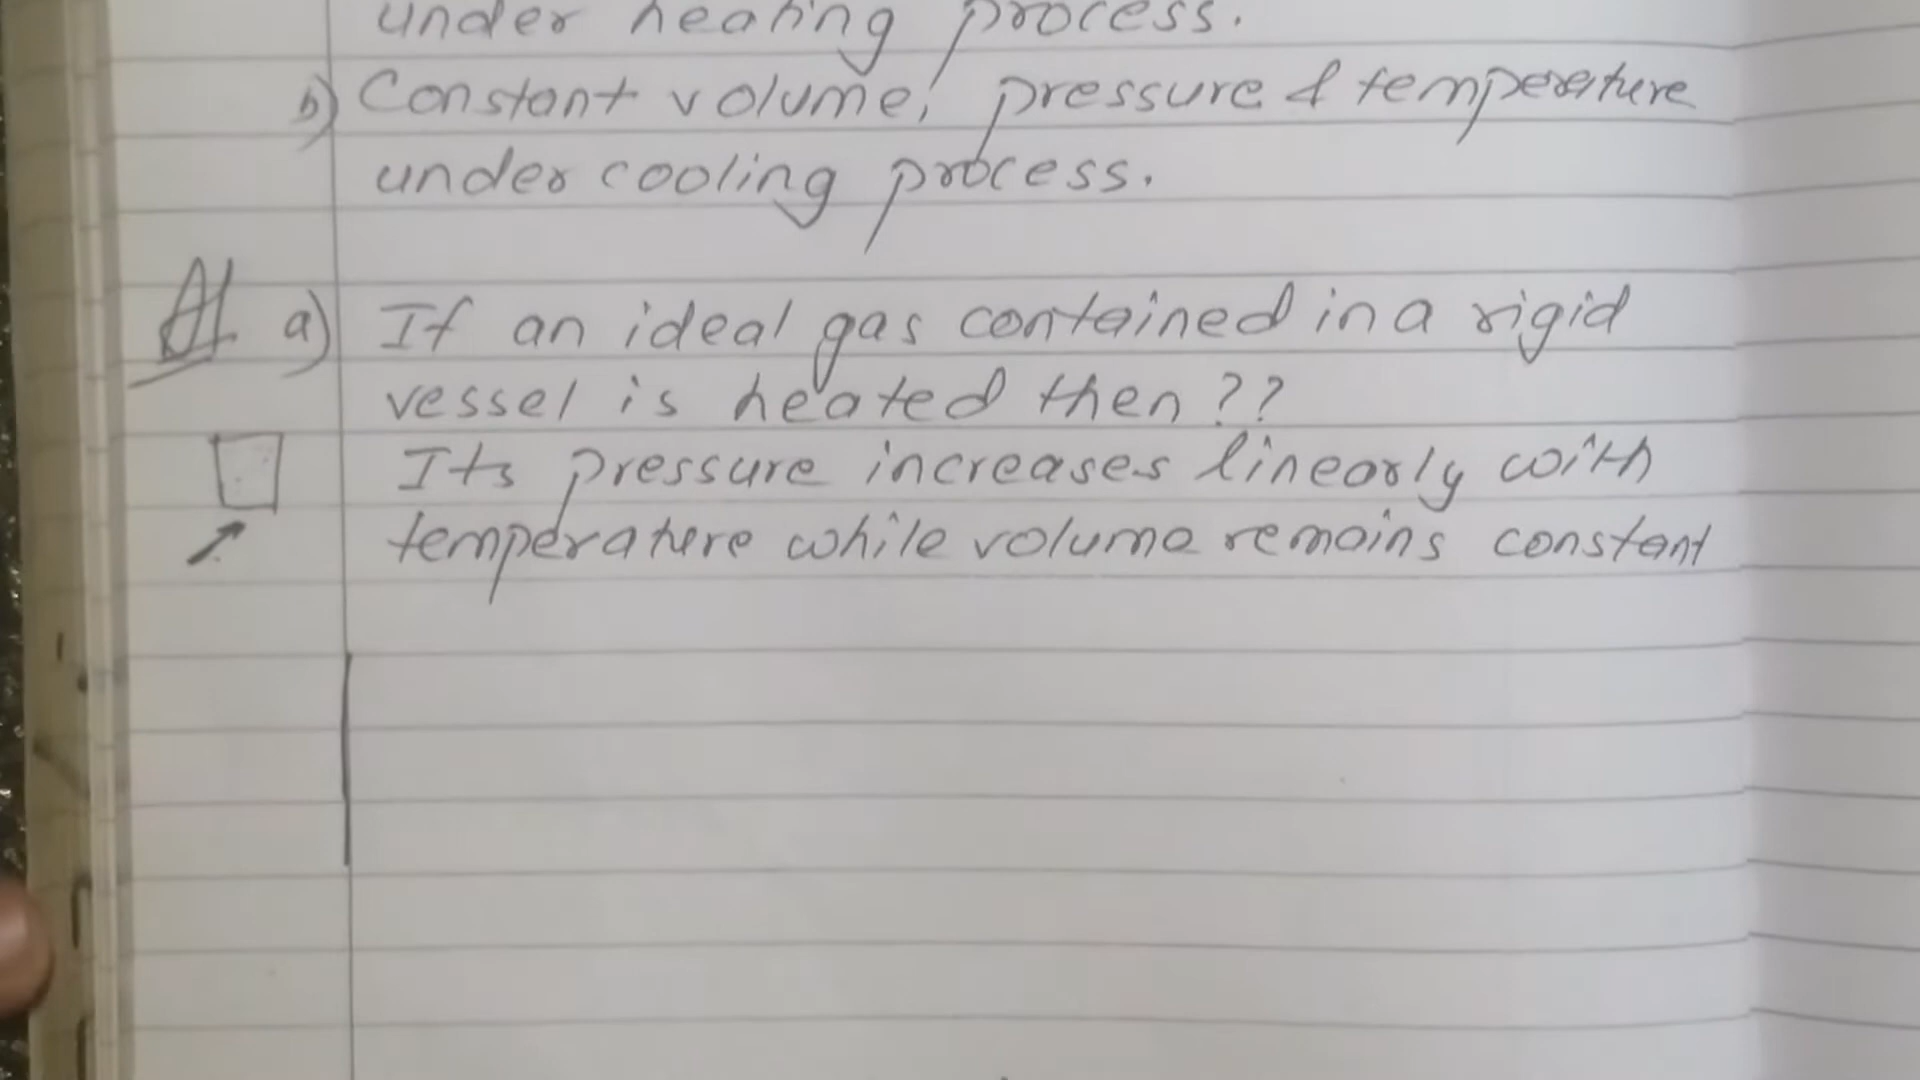 under heating process.
b) Constant volume, pressure & temperature
under cooling process.
a) If an ideal gas contained in a rigid
vessel is heated then ??
Its pressure increases linearly with
temperature while volume remains constant